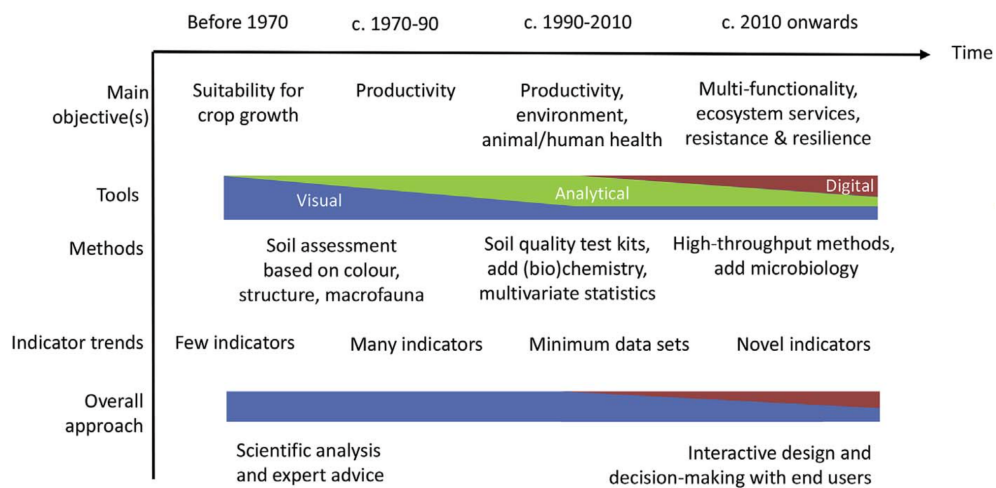 Before 1970
c. 1970-90
c. 1990-2010
c. 2010 onwards
Time
Main
objective(s)
Suitability for
crop growth
Productivity
Productivity,
environment,
animal/human health
Multi-functionality,
ecosystem services,
resistance & resilience
Tools
Visual
Analytical
Digital
Methods
Soil assessment
based on colour,
structure, macrofauna
Soil quality test kits,
add (bio)chemistry,
multivariate statistics
High-throughput methods,
add microbiology
Indicator trends
Few indicators
Many indicators
Minimum data sets
Novel indicators
Overall
approach
Scientific analysis
and expert advice
Interactive design and
decision-making with end users